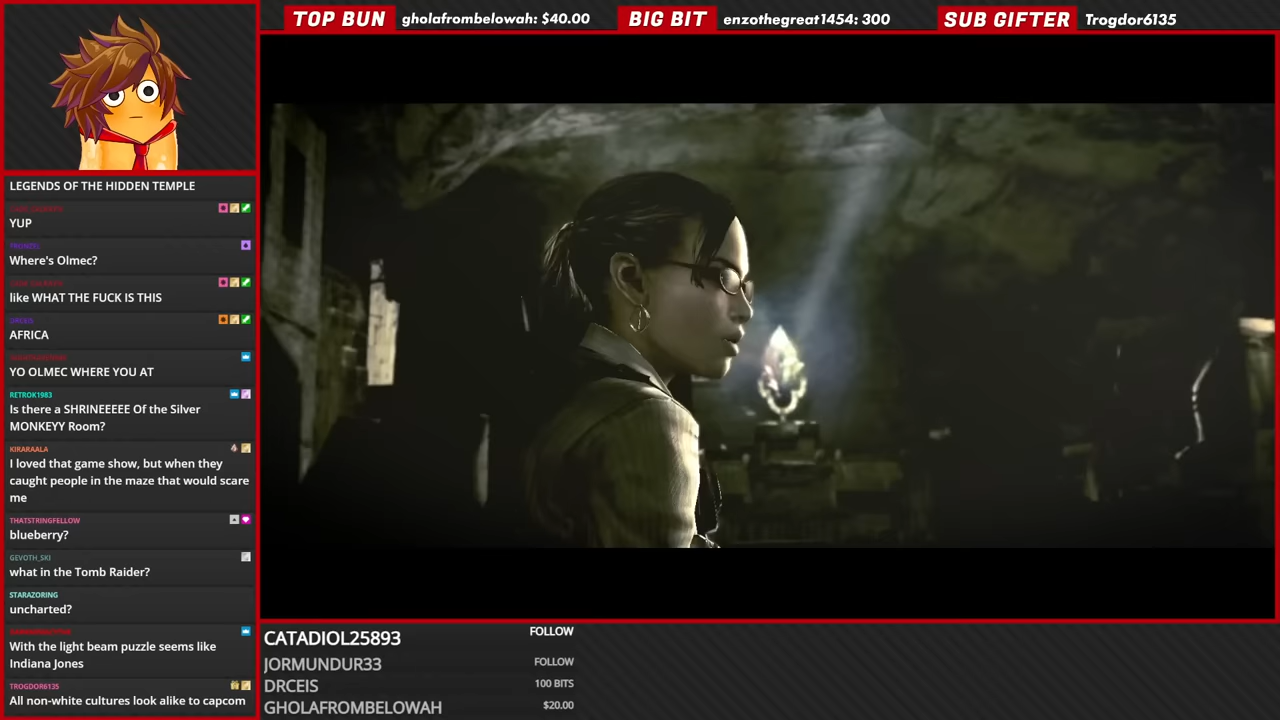 TOP BUN gholafrombelowah: $40.00 BIG BIT enzothegreat1454: 300 SUB GIFTER Trogdor6135
LEGENDS OF THE HIDDEN TEMPLE
YUP
Where's Olmec?
like WHAT THE FUCK IS THIS
DRCEIS
AFRICA
YO OLMEC WHERE YOU AT
RETROK1983
Is there a SHRINEEEEE Of the Silver
MONKEYY Room?
KIRARAALA
I loved that game show, but when they
caught people in the maze that would scare
me
THATSTRINGFELLOW
blueberry?
GEVOTH_SKI
what in the Tomb Raider?
STARAZORING
uncharted?
With the light beam puzzle seems like
Indiana Jones
TROGDOR6135
All non-white cultures look alike to capcom
CATADIOL25893 FOLLOW
JORMUNDUR33 FOLLOW
DRCEIS 100 BITS
GHOLAFROMBELOWAH $20.00